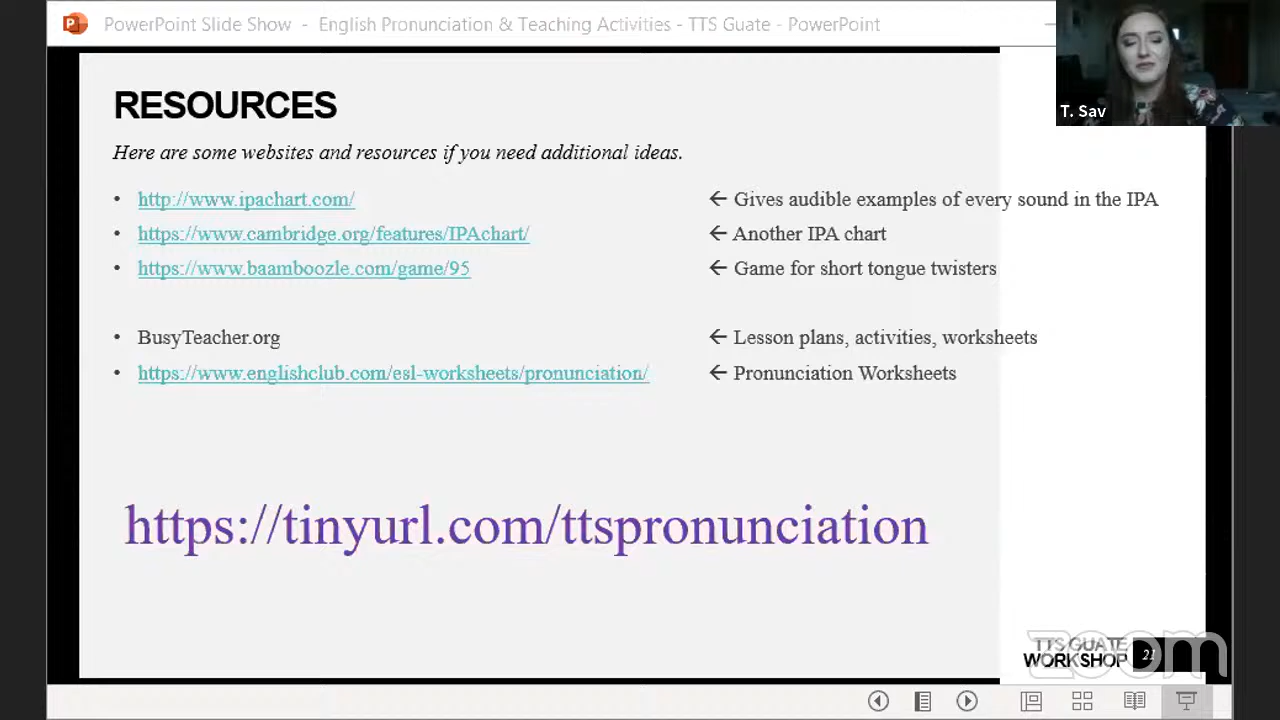 PowerPoint Slide Show - English Pronunciation & Teaching Activities - TTS Guate - PowerPoint
T. Sav
RESOURCES
Here are some websites and resources if you need additional ideas.
• http://www.ipachart.com/ ← Gives audible examples of every sound in the IPA
• https://www.cambridge.org/features/IPAchart/ ← Another IPA chart
• https://www.baamboozle.com/game/95 ← Game for short tongue twisters
• BusyTeacher.org ← Lesson plans, activities, worksheets
• https://www.englishclub.com/esl-worksheets/pronunciation/ ← Pronunciation Worksheets
https://tinyurl.com/ttspronunciation
TTS GUATE
WORKSHOP 21
zoom